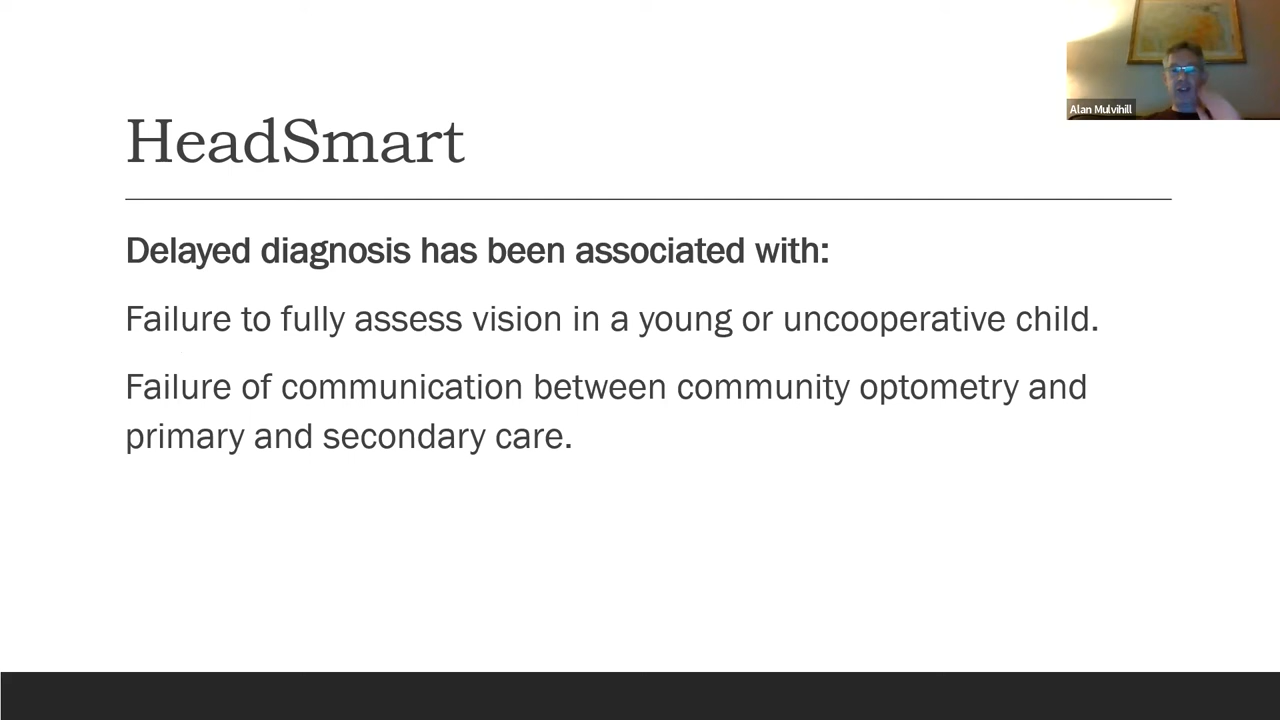 Alan Mulvihill
HeadSmart
Delayed diagnosis has been associated with:
Failure to fully assess vision in a young or uncooperative child.
Failure of communication between community optometry and
primary and secondary care.